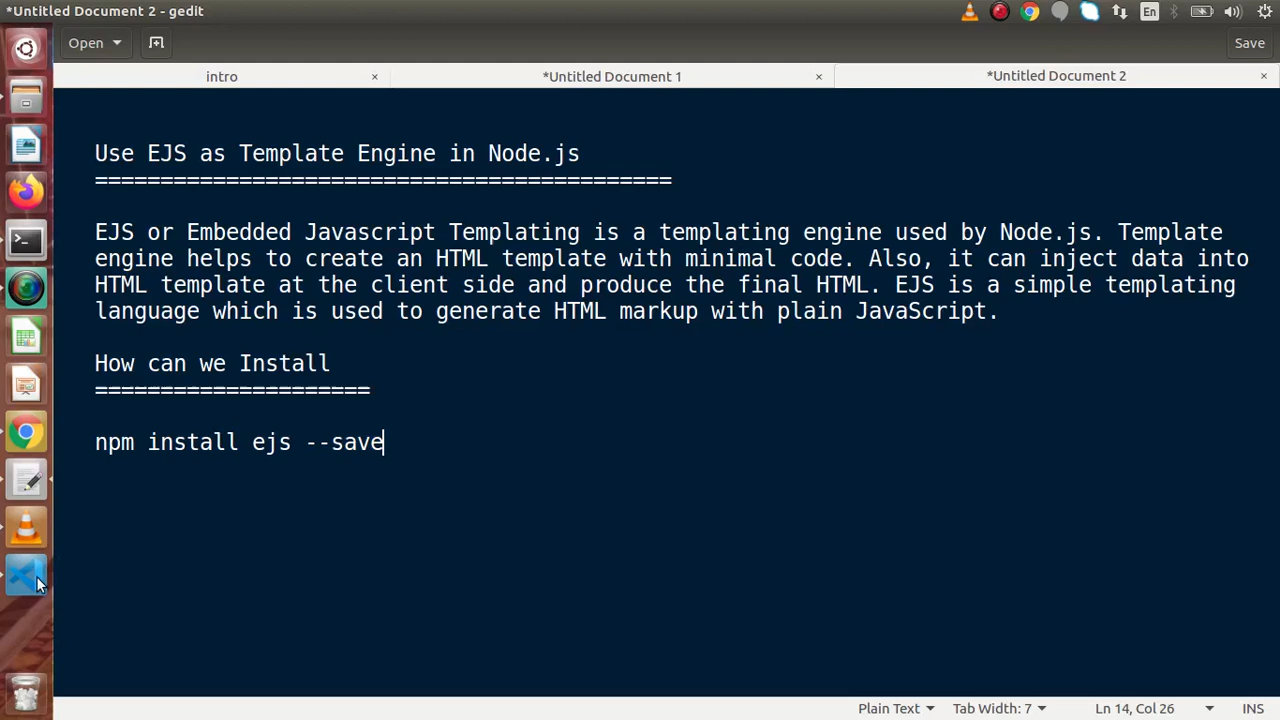 *Untitled Document 2 - gedit
En
Open
Save
intro
*Untitled Document 1
*Untitled Document 2
Use EJS as Template Engine in Node.js
============================================
EJS or Embedded Javascript Templating is a templating engine used by Node.js. Template
engine helps to create an HTML template with minimal code. Also, it can inject data into
HTML template at the client side and produce the final HTML. EJS is a simple templating
language which is used to generate HTML markup with plain JavaScript.
How can we Install
=====================
npm install ejs --save
Plain Text
Tab Width: 7
Ln 14, Col 26
INS